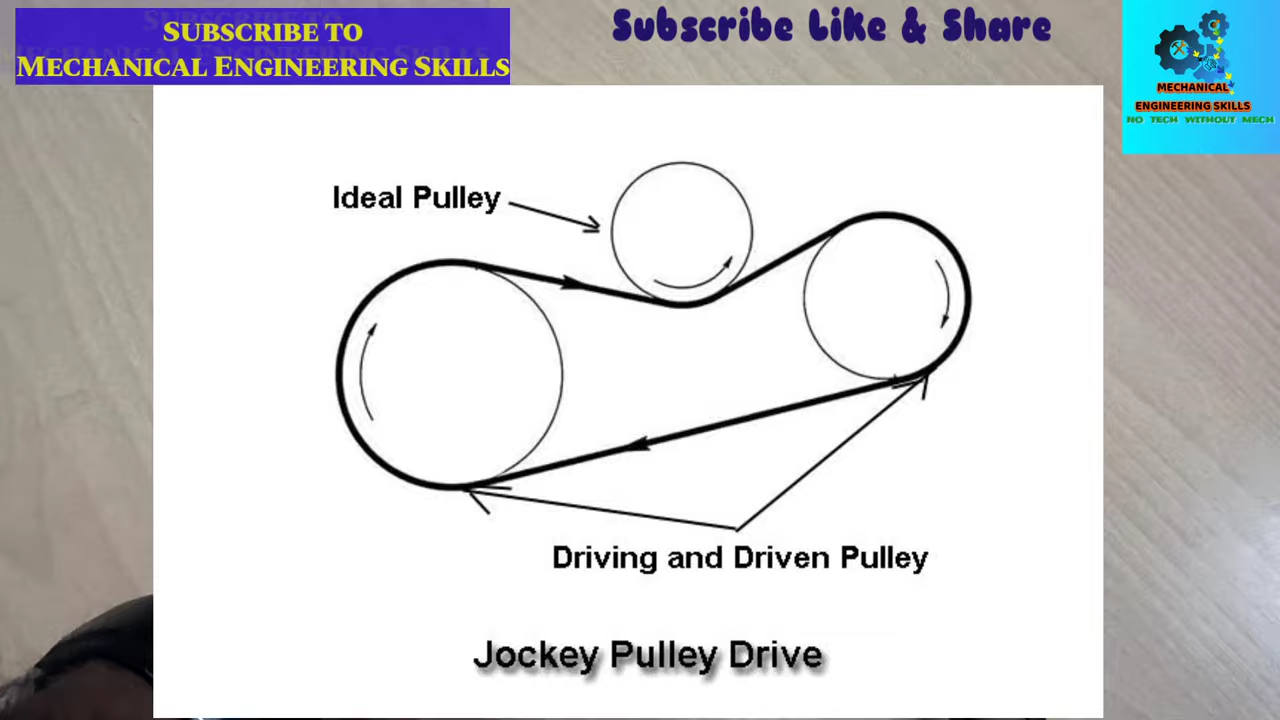 SUBSCRIBE TO
MECHANICAL ENGINEERING SKILLS
Subscribe Like & Share
MECHANICAL
ENGINEERING SKILLS
NO TECH WITHOUT MECH
Ideal Pulley
Driving and Driven Pulley
Jockey Pulley Drive